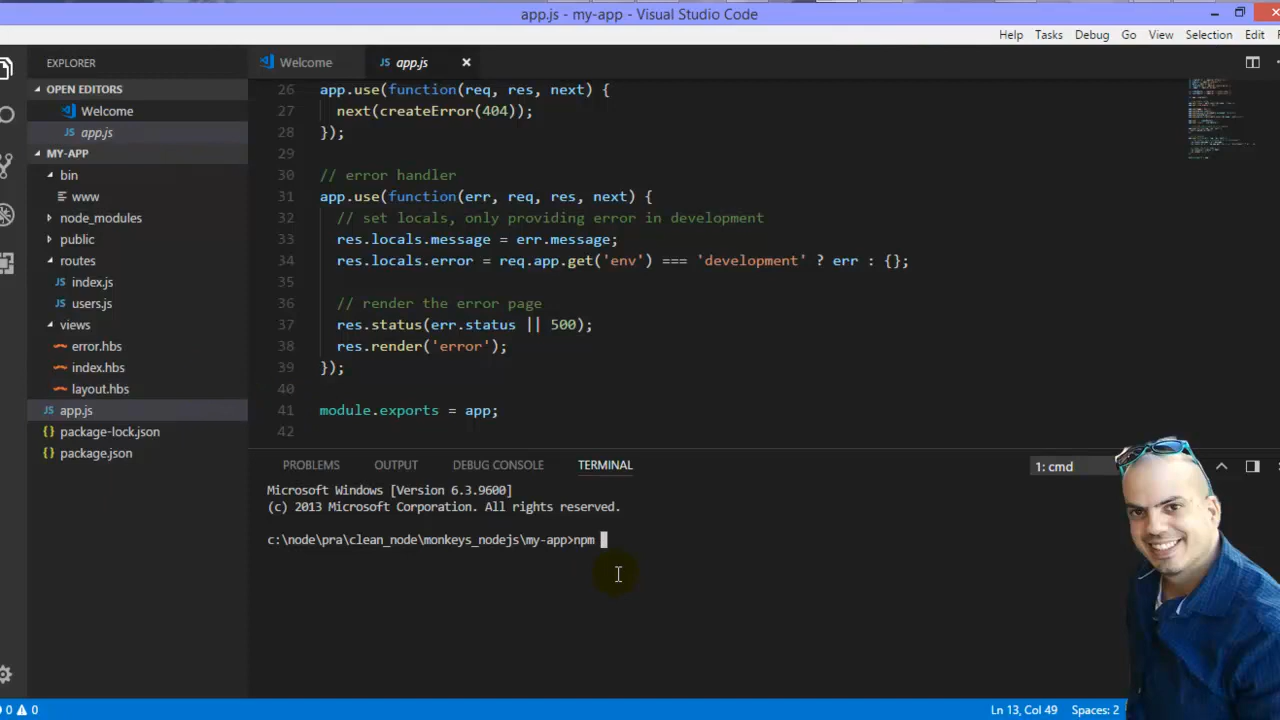 app.js - my-app - Visual Studio Code
Help Tasks Debug Go View Selection Edit
EXPLORER
OPEN EDITORS
Welcome
JS app.js
MY-APP
bin
www
node_modules
public
routes
JS index.js
JS users.js
views
error.hbs
index.hbs
layout.hbs
JS app.js
{} package-lock.json
{} package.json
Welcome JS app.js
26 app.use(function(req, res, next) {
27 next(createError(404));
28 });
29
30 // error handler
31 app.use(function(err, req, res, next) {
32 // set locals, only providing error in development
33 res.locals.message = err.message;
34 res.locals.error = req.app.get('env') === 'development' ? err : {};
35
36 // render the error page
37 res.status(err.status || 500);
38 res.render('error');
39 });
40
41 module.exports = app;
42
PROBLEMS OUTPUT DEBUG CONSOLE TERMINAL
1: cmd
Microsoft Windows [Version 6.3.9600]
(c) 2013 Microsoft Corporation. All rights reserved.
c:\node\pra\clean_node\monkeys_nodejs\my-app>npm
0 0
Ln 13, Col 49 Spaces: 2